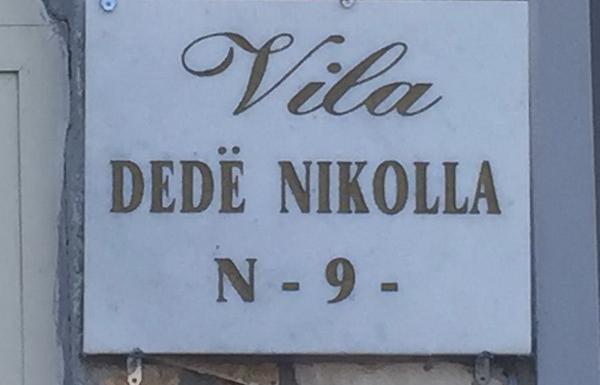 Vila
DEDË NIKOLLA
N - 9 -